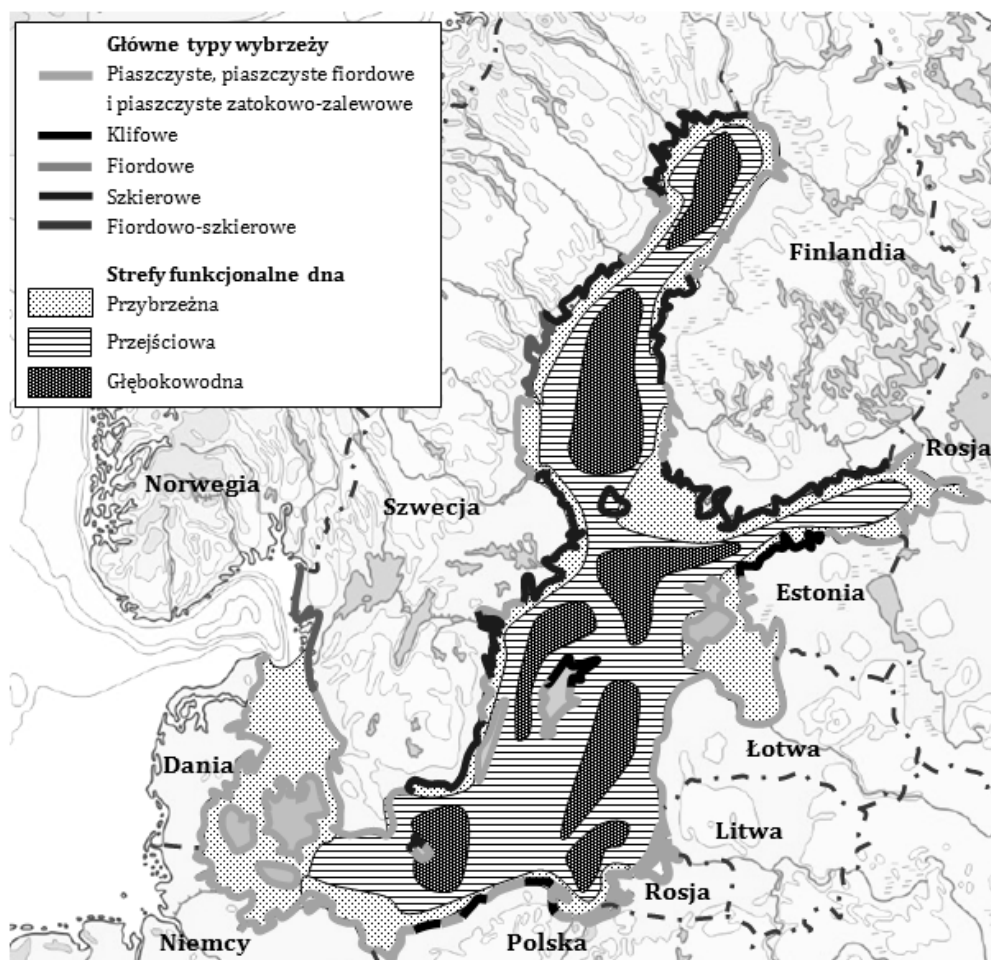 Główne typy wybrzeży
Piaszczyste, piaszczyste fiordowe
i piaszczyste zatokowo-zalewowe
Klifowe
Fiordowe
Szkierowe
Fiordowo-szkierowe
Strefy funkcjonalne dna
Przybrzeżna
Przejściowa
Głębokowodna
Finlandia
Rosja
Norwegia
Szwecja
Estonia
Łotwa
Dania
Litwa
Rosja
Niemcy
Polska